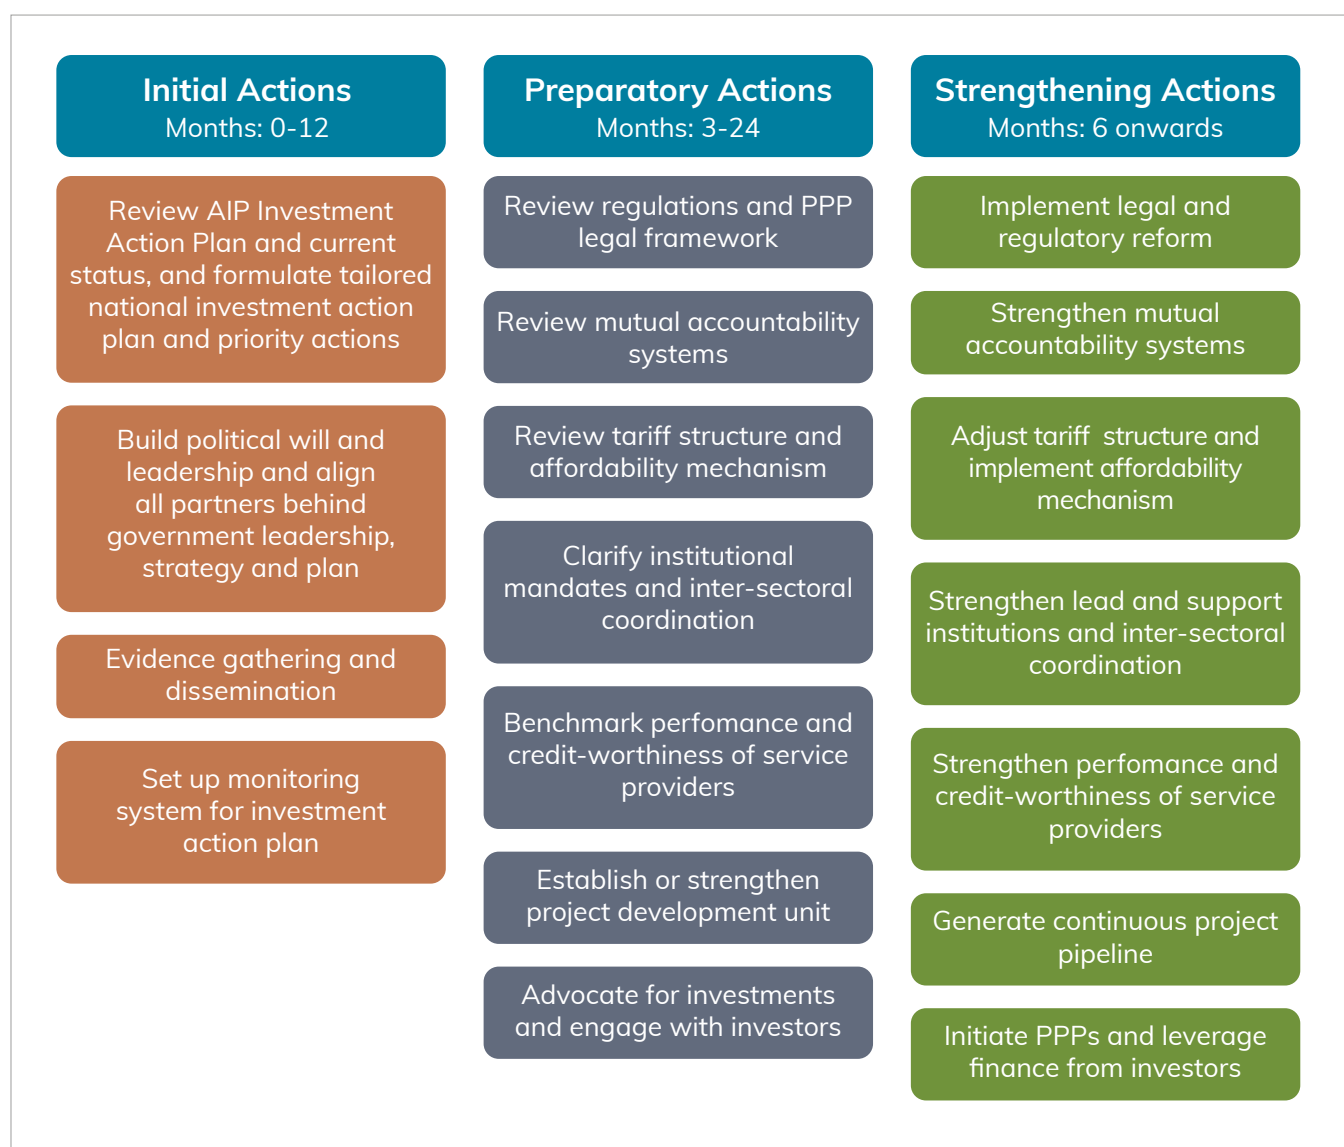 Initial Actions
Months: 0-12
Review AIP Investment
Action Plan and current
status, and formulate tailored
national investment action
plan and priority actions
Build political will and
leadership and align
all partners behind
government leadership,
strategy and plan
Evidence gathering and
dissemination
Set up monitoring
system for investment
action plan
Preparatory Actions
Months: 3-24
Review regulations and PPP
legal framework
Review mutual accountability
systems
Review tariff structure and
affordability mechanism
Clarify institutional
mandates and inter-sectoral
coordination
Benchmark perfomance and
credit-worthiness of service
providers
Establish or strengthen
project development unit
Advocate for investments
and engage with investors
Strengthening Actions
Months: 6 onwards
Implement legal and
regulatory reform
Strengthen mutual
accountability systems
Adjust tariff structure and
implement affordability
mechanism
Strengthen lead and support
institutions and inter-sectoral
coordination
Strengthen perfomance and
credit-worthiness of service
providers
Generate continuous project
pipeline
Initiate PPPs and leverage
finance from investors